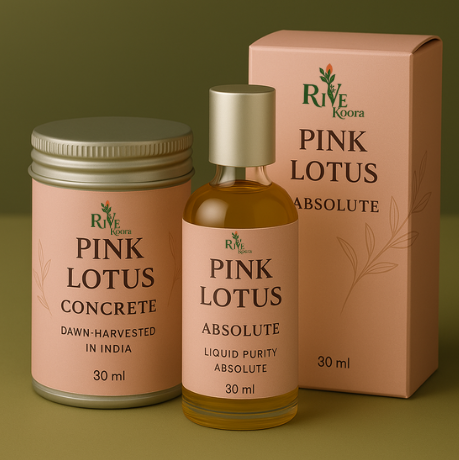 RIVE
Koora
PINK
LOTUS
CONCRETE
DAWN-HARVESTED
IN INDIA
30 ml
RIVE
Koora
PINK
LOTUS
ABSOLUTE
LIQUID PURITY
ABSOLUTE
30 ml
RIVE
Koora
PINK
LOTUS
ABSOLUTE
30 ml